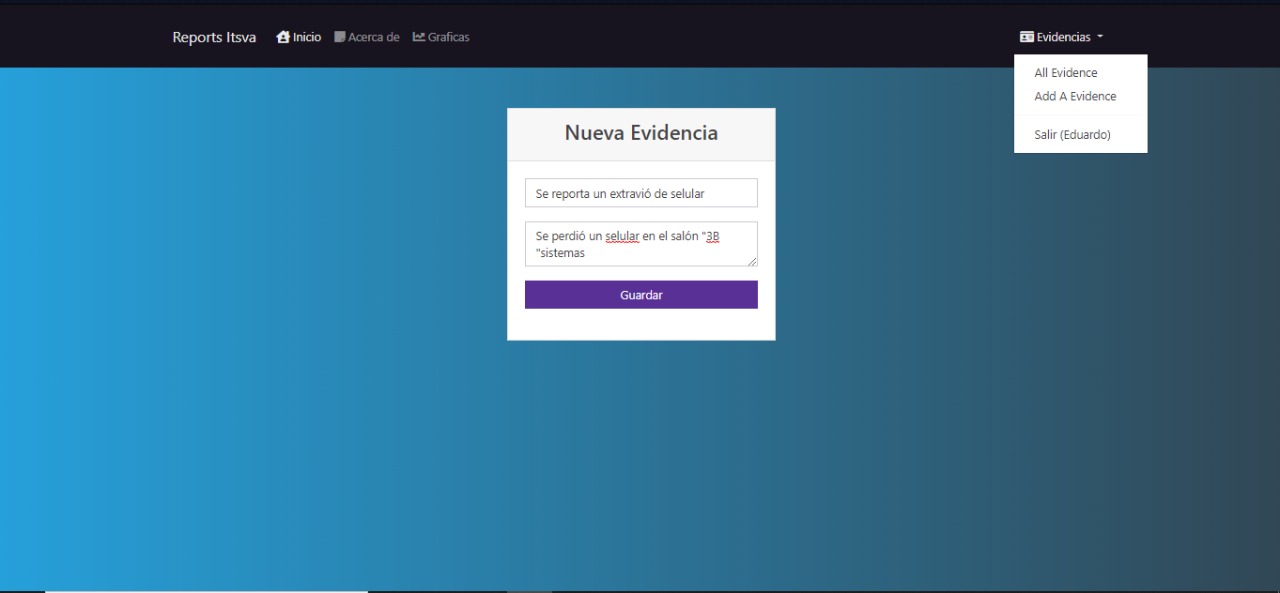 Reports Itsva Inicio Acerca de Graficas Evidencias
All Evidence
Add A Evidence
Salir (Eduardo)
Nueva Evidencia
Se reporta un extravió de selular
Se perdió un selular en el salón "3B
"sistemas
Guardar